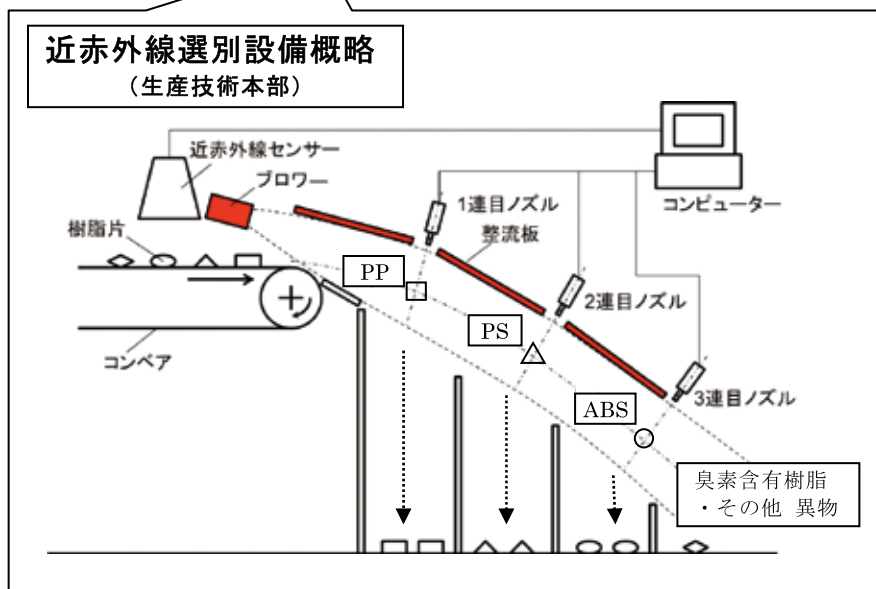 近赤外線選別設備概略
（生産技術本部）
近赤外線センサー
ブロワー
樹脂片
1連目ノズル
整流板
コンピューター
PP
2連目ノズル
PS
コンベア
3連目ノズル
ABS
臭素含有樹脂
・その他 異物